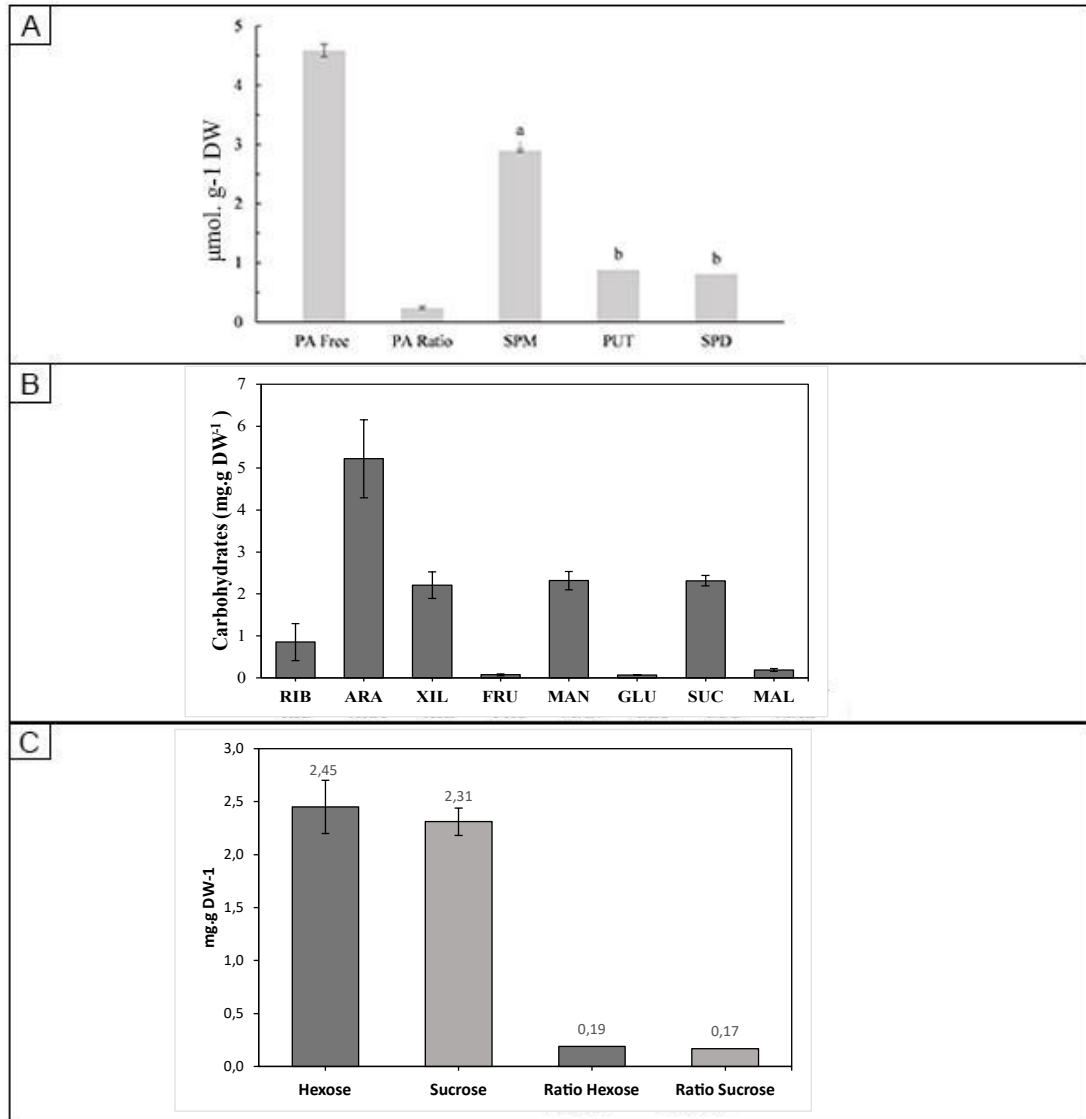 A
µmol. g-1 DW
5
4
3
2
1
0
a
b
b
PA Free PA Ratio SPM PUT SPD
B
Carbohydrates (mg.g DW-1)
7
6
5
4
3
2
1
0
RIB ARA XIL FRU MAN GLU SUC MAL
C
mg.g DW-1
3,0
2,5
2,0
1,5
1,0
0,5
0,0
2,45
2,31
0,19
0,17
Hexose Sucrose Ratio Hexose Ratio Sucrose